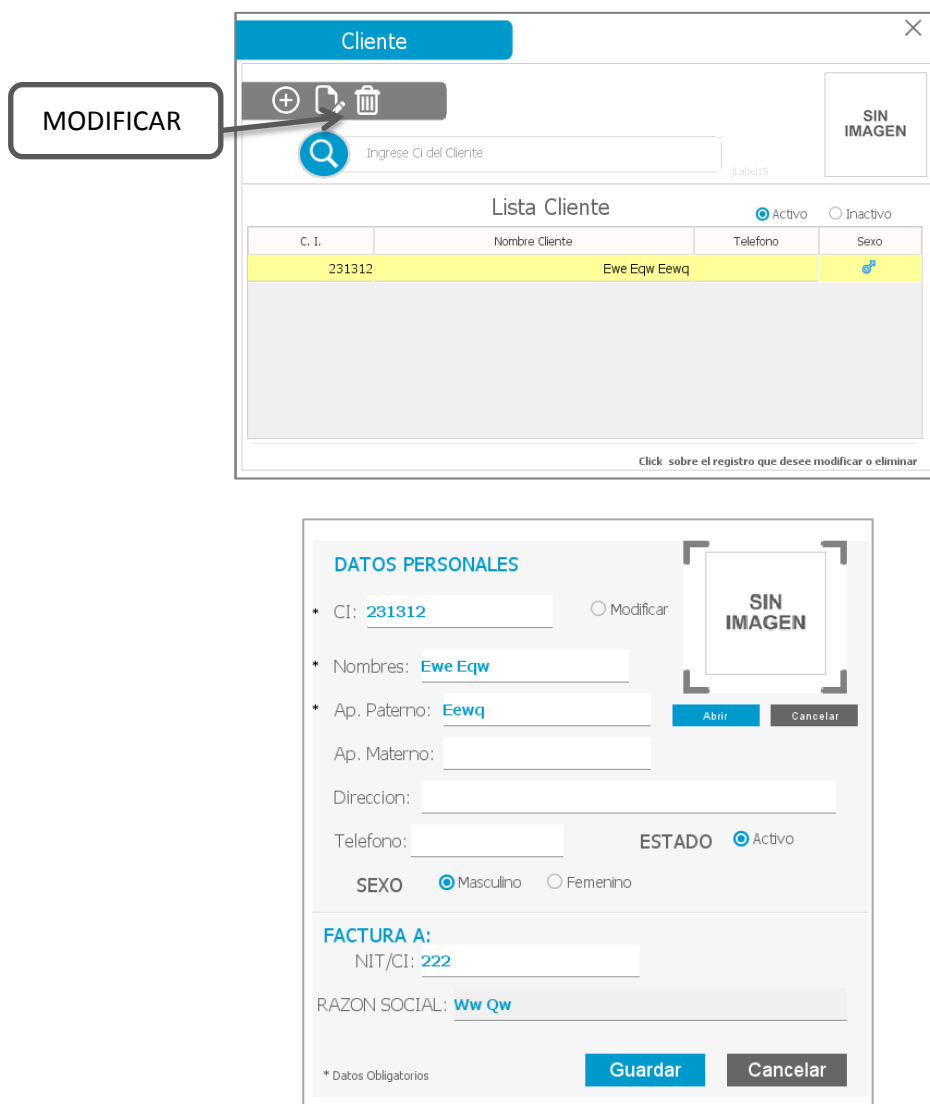 Cliente
MODIFICAR
SIN
IMAGEN
Ingrese Ci del Cliente
jLabel15
Lista Cliente
Activo Inactivo
C. I. Nombre Cliente Telefono Sexo
231312 Ewe Eqw Eewq
Click sobre el registro que desee modificar o eliminar
DATOS PERSONALES
* CI: 231312 Modificar
SIN
IMAGEN
* Nombres: Ewe Eqw
* Ap. Paterno: Eewq
Abrir Cancelar
Ap. Materno:
Direccion:
Telefono: ESTADO Activo
SEXO Masculino Femenino
FACTURA A:
NIT/CI: 222
RAZON SOCIAL: Ww Qw
* Datos Obligatorios Guardar Cancelar